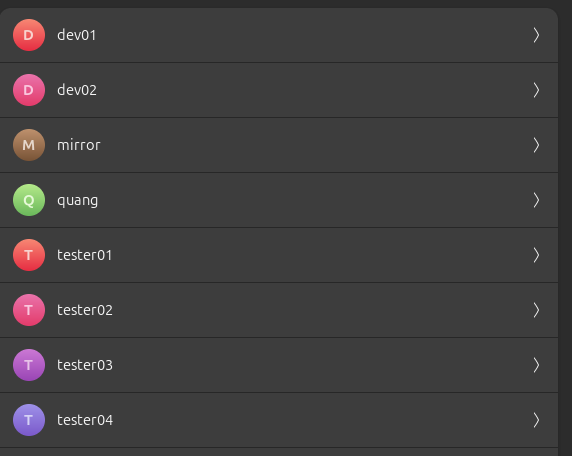 D dev01
D dev02
M mirror
Q quang
T tester01
T tester02
T tester03
T tester04